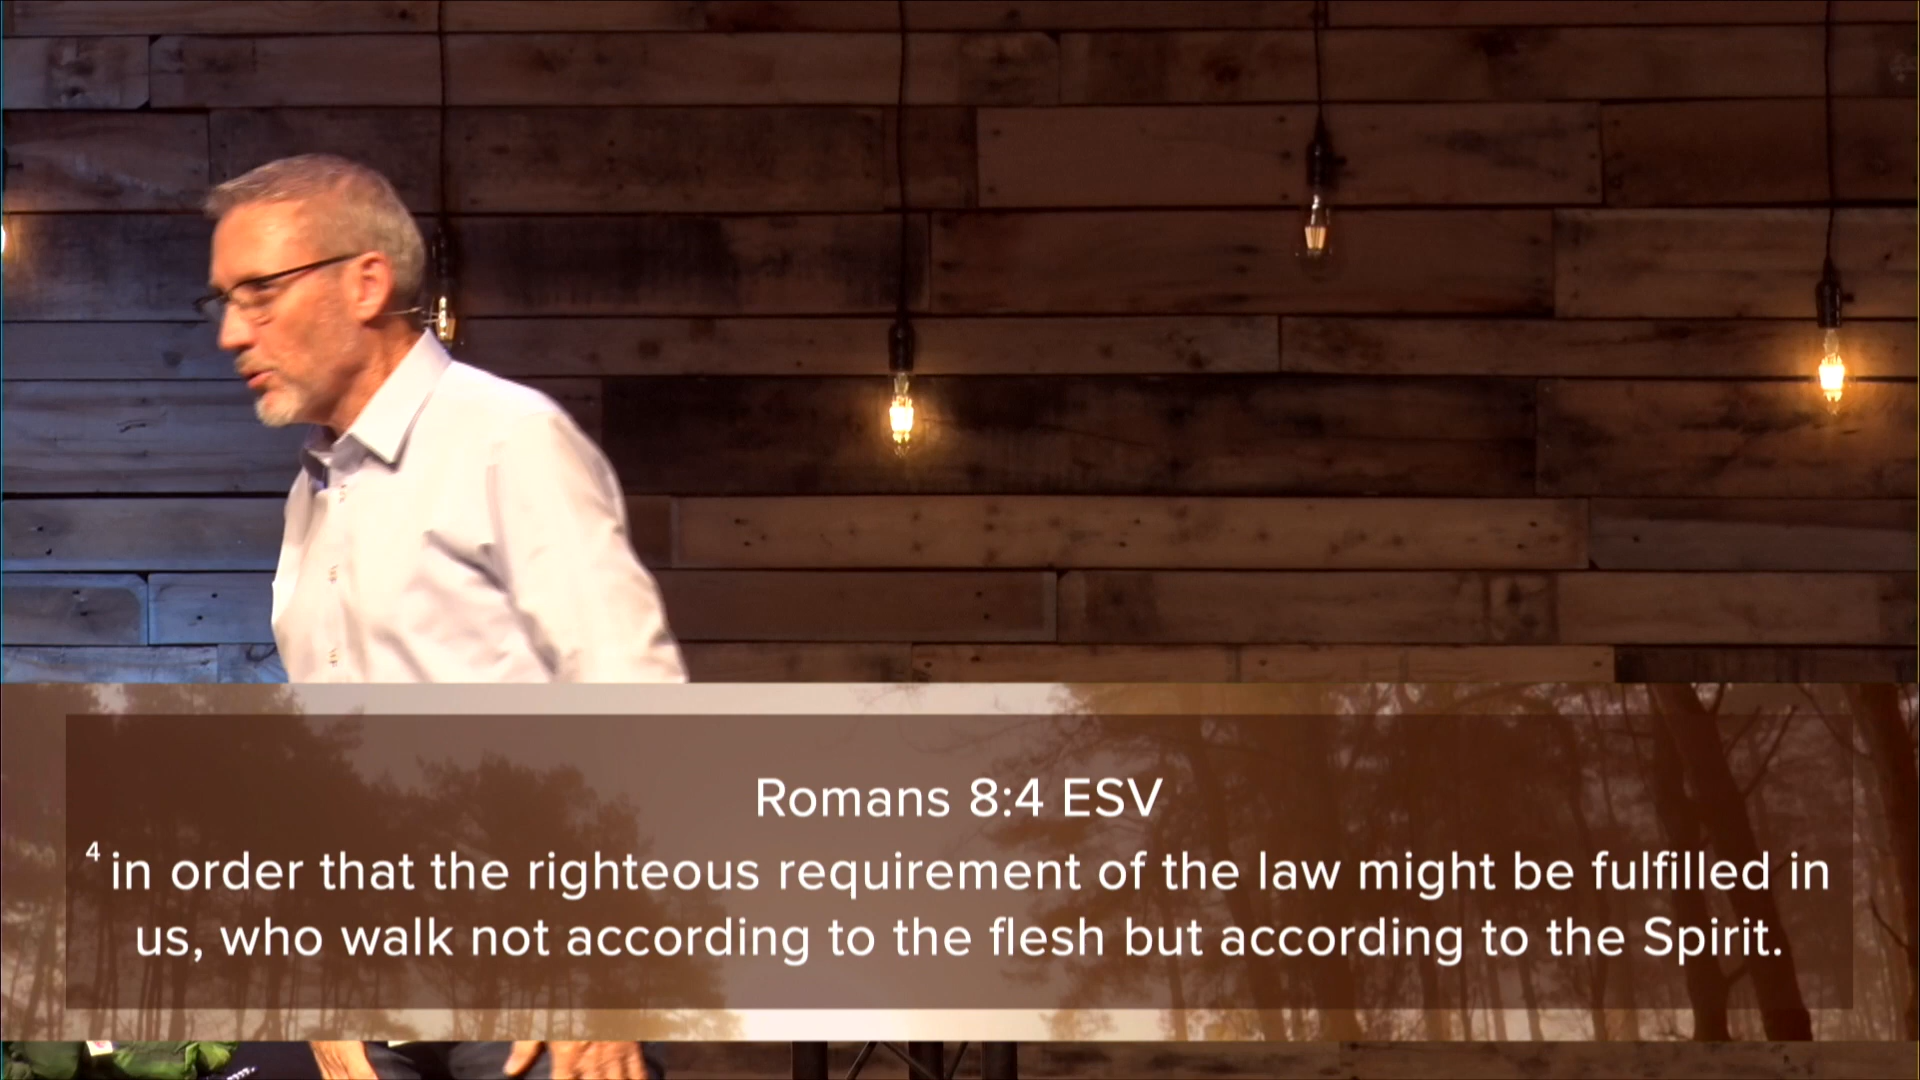 Romans 8:4 ESV
⁴ in order that the righteous requirement of the law might be fulfilled in
us, who walk not according to the flesh but according to the Spirit.